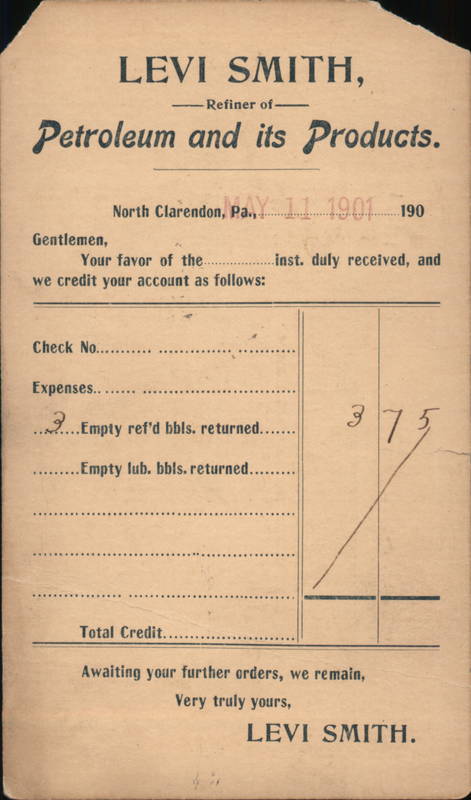 LEVI SMITH,
Refiner of
Petroleum and its Products.
North Clarendon, Pa., MAY 11 1901 190
Gentlemen,
Your favor of the inst. duly received, and
we credit your account as follows:
Check No.
Expenses
3 Empty ref'd bbls. returned 3 75
Empty lub. bbls. returned
Total Credit
Awaiting your further orders, we remain,
Very truly yours,
LEVI SMITH.